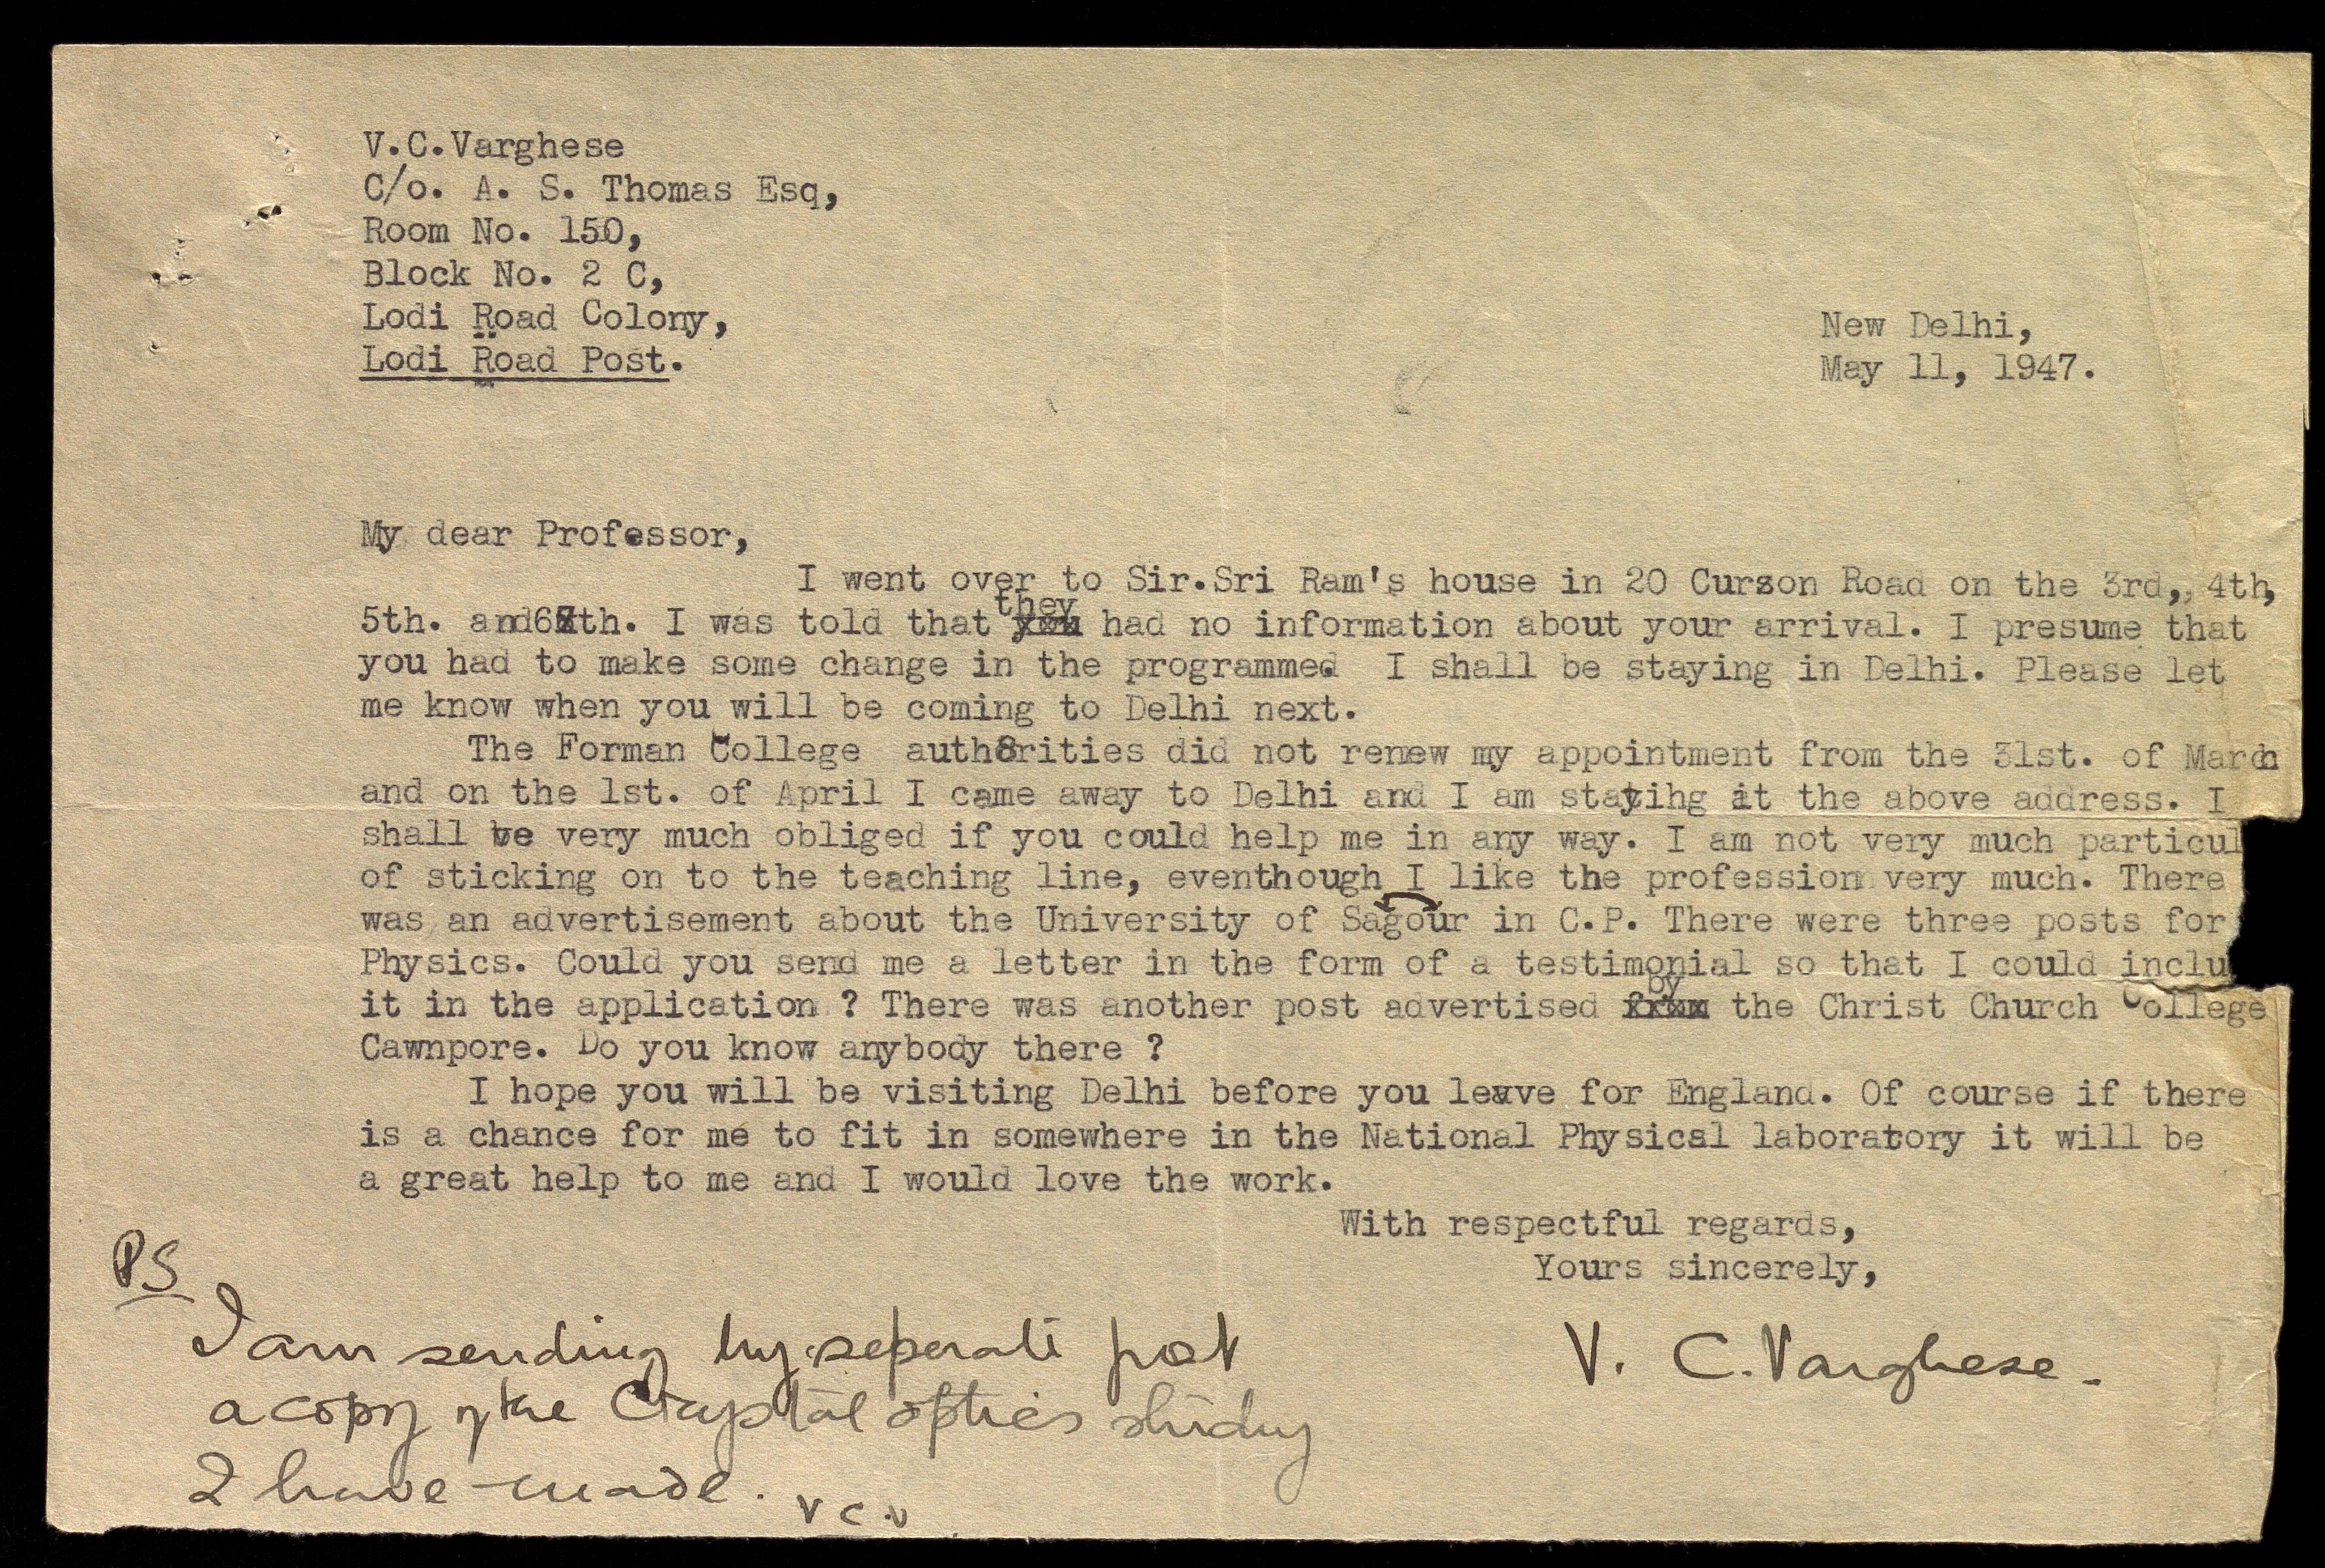 V.C.Varghese
C/o. A. S. Thomas Esq,
Room No. 150,
Block No. 2 C,
Lodi Road Colony,
Lodi Road Post.
New Delhi,
May 11, 1947.
My dear Professor,
I went over to Sir.Sri Ram's house in 20 Curzon Road on the 3rd,, 4th,
5th. and 6th. I was told that they had no information about your arrival. I presume that
you had to make some change in the programmed I shall be staying in Delhi. Please let
me know when you will be coming to Delhi next.
The Forman College authorities did not renew my appointment from the 31st. of March
and on the 1st. of April I came away to Delhi and I am stayihg at the above address. I
shall be very much obliged if you could help me in any way. I am not very much particul
of sticking on to the teaching line, eventhough I like the profession very much. There
was an advertisement about the University of Sagour in C.P. There were three posts for
Physics. Could you send me a letter in the form of a testimonial so that I could inclu
it in the application ? There was another post advertised by the Christ Church College
Cawnpore. Do you know anybody there ?
I hope you will be visiting Delhi before you leave for England. Of course if there
is a chance for me to fit in somewhere in the National Physical laboratory it will be
a great help to me and I would love the work.
With respectful regards,
Yours sincerely,
V. C. Varghese.
PS
I am sending by seperate post
a copy of the Crystal optics study
I have made.
V C V